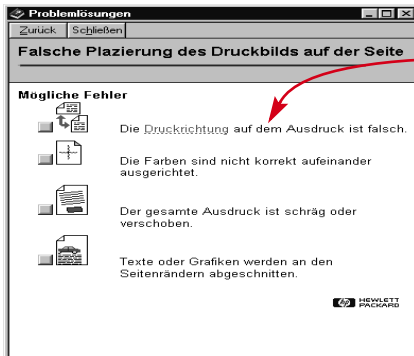 Problemlösungen
Zurück Schließen
Falsche Plazierung des Druckbilds auf der Seite
Mögliche Fehler
Die Druckrichtung auf dem Ausdruck ist falsch.
Die Farben sind nicht korrekt aufeinander
ausgerichtet.
Der gesamte Ausdruck ist schräg oder
verschoben.
Texte oder Grafiken werden an den
Seitenrändern abgeschnitten.
hp HEWLETT
PACKARD